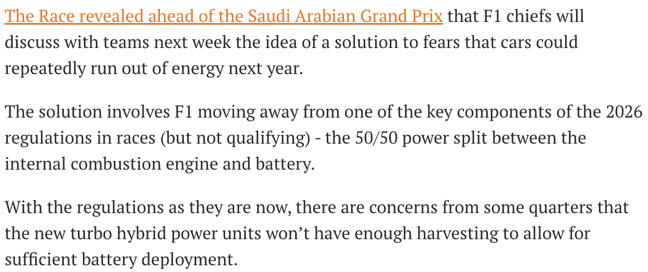 The Race revealed ahead of the Saudi Arabian Grand Prix that F1 chiefs will
discuss with teams next week the idea of a solution to fears that cars could
repeatedly run out of energy next year.
The solution involves F1 moving away from one of the key components of the 2026
regulations in races (but not qualifying) - the 50/50 power split between the
internal combustion engine and battery.
With the regulations as they are now, there are concerns from some quarters that
the new turbo hybrid power units won’t have enough harvesting to allow for
sufficient battery deployment.